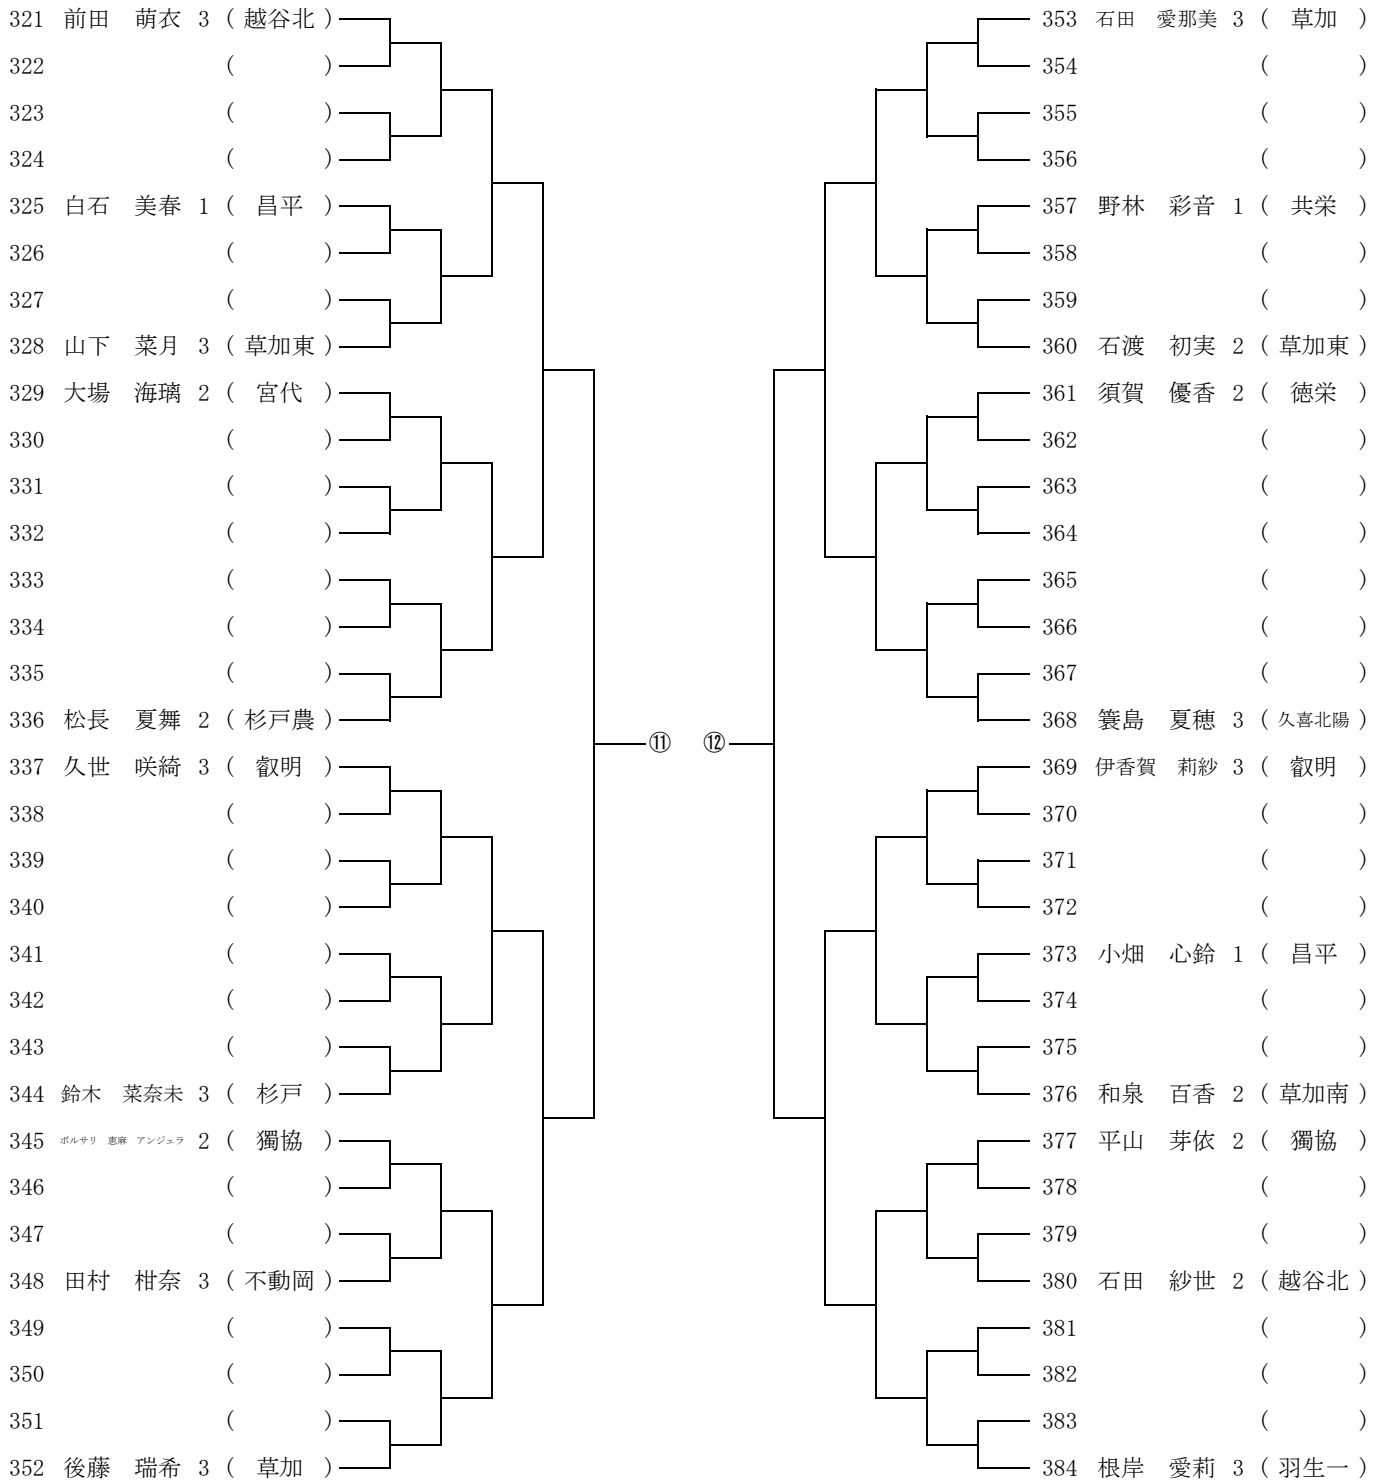 321 前田 萌衣 3 ( 越谷北 )
322 ( )
323 ( )
324 ( )
325 白石 美春 1 ( 昌平 )
326 ( )
327 ( )
328 山下 菜月 3 ( 草加東 )
329 大場 海璃 2 ( 宮代 )
330 ( )
331 ( )
332 ( )
333 ( )
334 ( )
335 ( )
336 松長 夏舞 2 ( 杉戸農 )
337 久世 咲綺 3 ( 叡明 )
338 ( )
339 ( )
340 ( )
341 ( )
342 ( )
343 ( )
344 鈴木 菜奈未 3 ( 杉戸 )
345 ボルサリ 恵麻 アンジェラ 2 ( 獨協 )
346 ( )
347 ( )
348 田村 柑奈 3 ( 不動岡 )
349 ( )
350 ( )
351 ( )
352 後藤 瑞希 3 ( 草加 )
⑪ ⑫
353 石田 愛那美 3 ( 草加 )
354 ( )
355 ( )
356 ( )
357 野林 彩音 1 ( 共栄 )
358 ( )
359 ( )
360 石渡 初実 2 ( 草加東 )
361 須賀 優香 2 ( 徳栄 )
362 ( )
363 ( )
364 ( )
365 ( )
366 ( )
367 ( )
368 簑島 夏穂 3 ( 久喜北陽 )
369 伊香賀 莉紗 3 ( 叡明 )
370 ( )
371 ( )
372 ( )
373 小畑 心鈴 1 ( 昌平 )
374 ( )
375 ( )
376 和泉 百香 2 ( 草加南 )
377 平山 芽依 2 ( 獨協 )
378 ( )
379 ( )
380 石田 紗世 2 ( 越谷北 )
381 ( )
382 ( )
383 ( )
384 根岸 愛莉 3 ( 羽生一 )